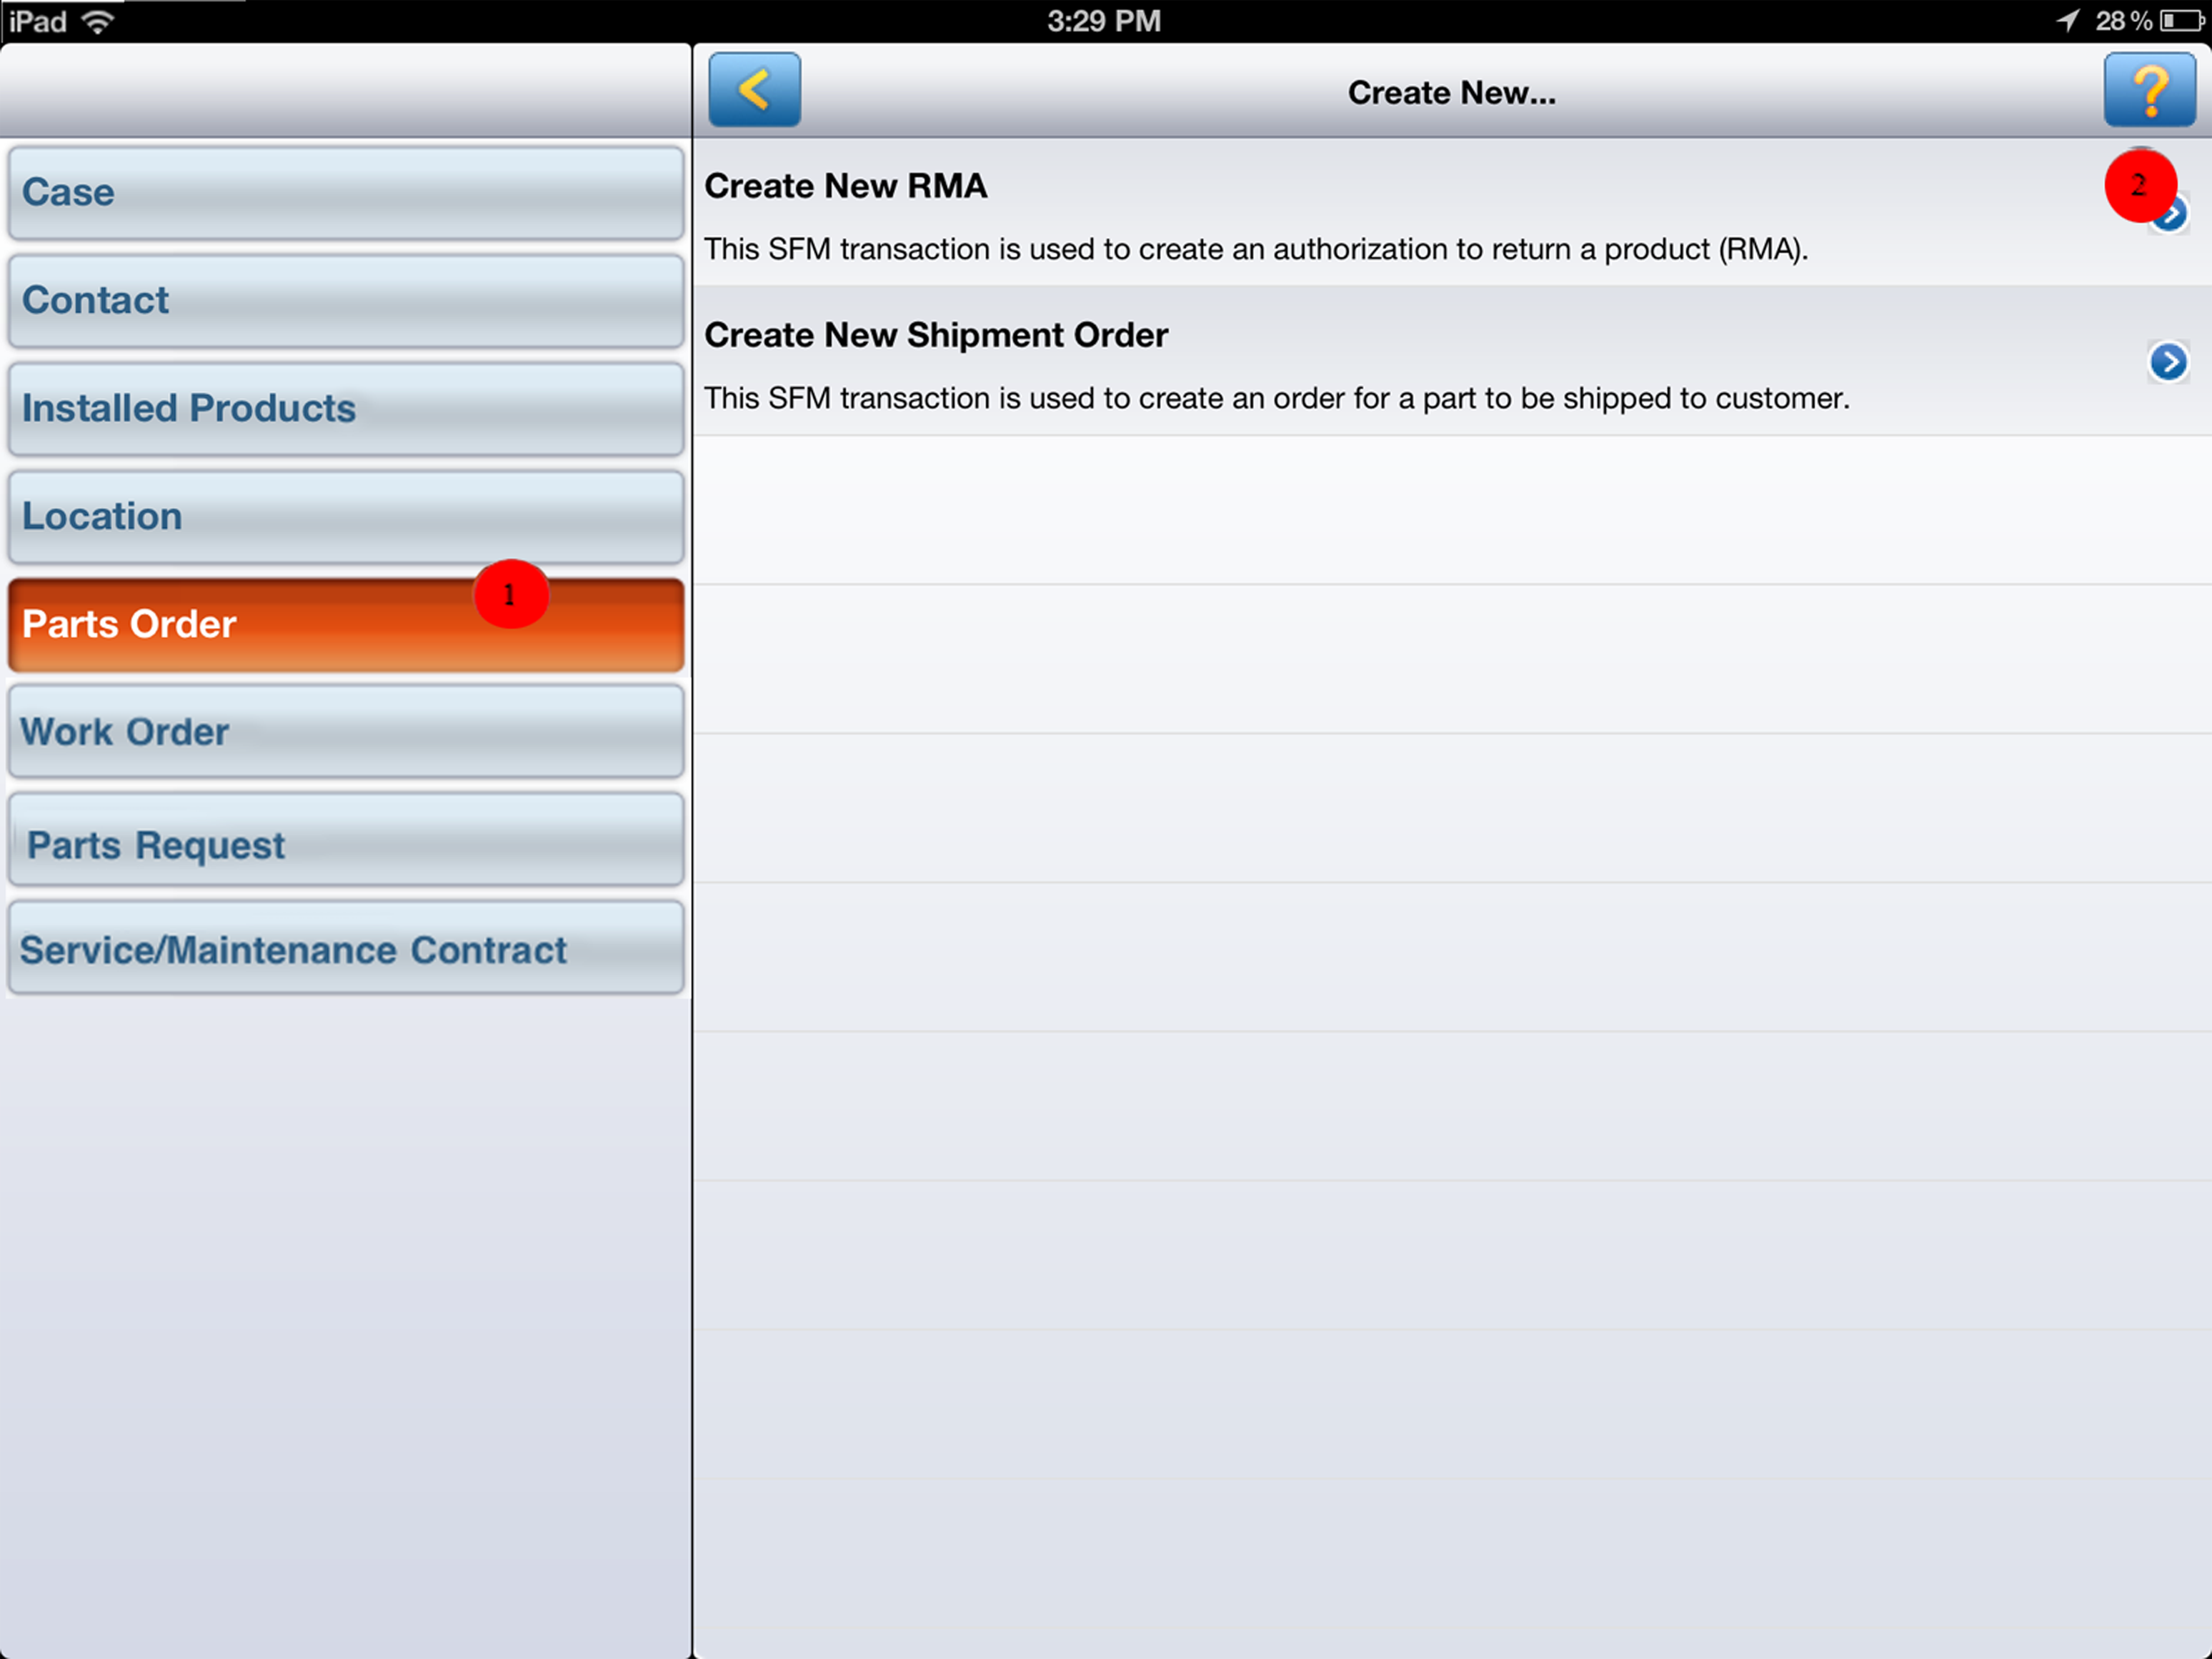 iPad
3:29 PM
28 %
Create New...
?
Case
Contact
Installed Products
Location
Parts Order
1
Work Order
Parts Request
Service/Maintenance Contract
Create New RMA
2
This SFM transaction is used to create an authorization to return a product (RMA).
Create New Shipment Order
This SFM transaction is used to create an order for a part to be shipped to customer.